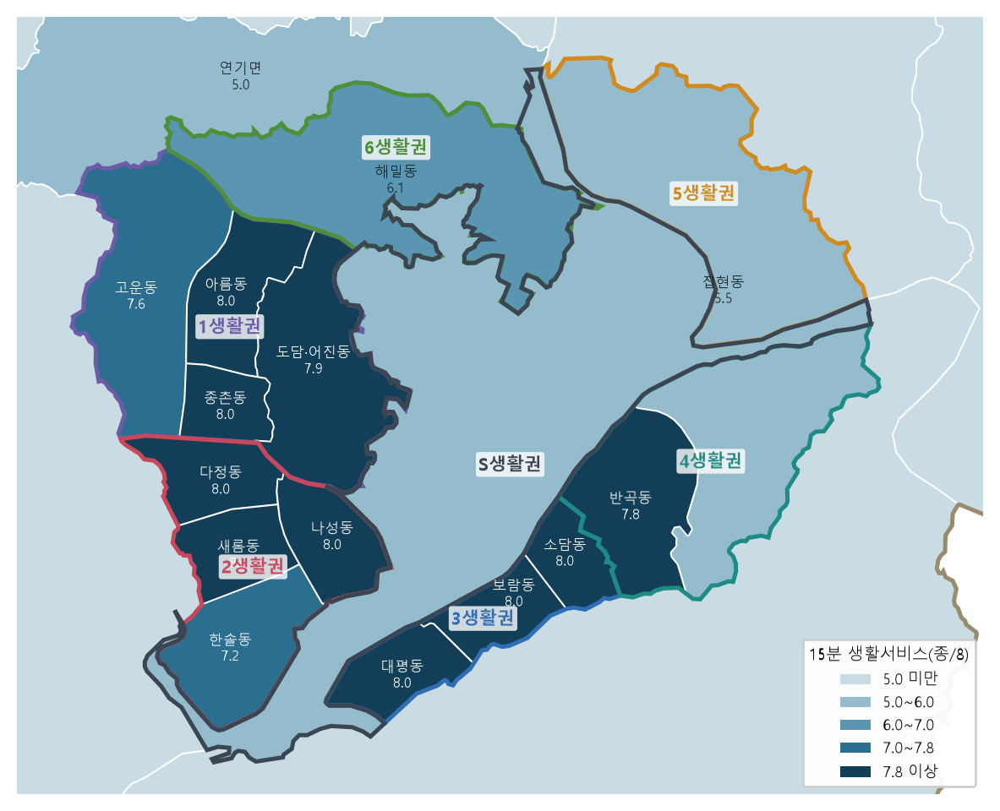 연기면
5.0
6생활권
해밀동
6.1
5생활권
고운동
7.6
아름동
8.0
집현동
5.5
1생활권
도담·어진동
7.9
종촌동
8.0
다정동
8.0
S생활권
4생활권
반곡동
7.8
나성동
8.0
새롬동
2생활권
소담동
8.0
보람동
8.0
3생활권
한솔동
7.2
대평동
8.0
15분 생활서비스(종/8)
5.0 미만
5.0~6.0
6.0~7.0
7.0~7.8
7.8 이상